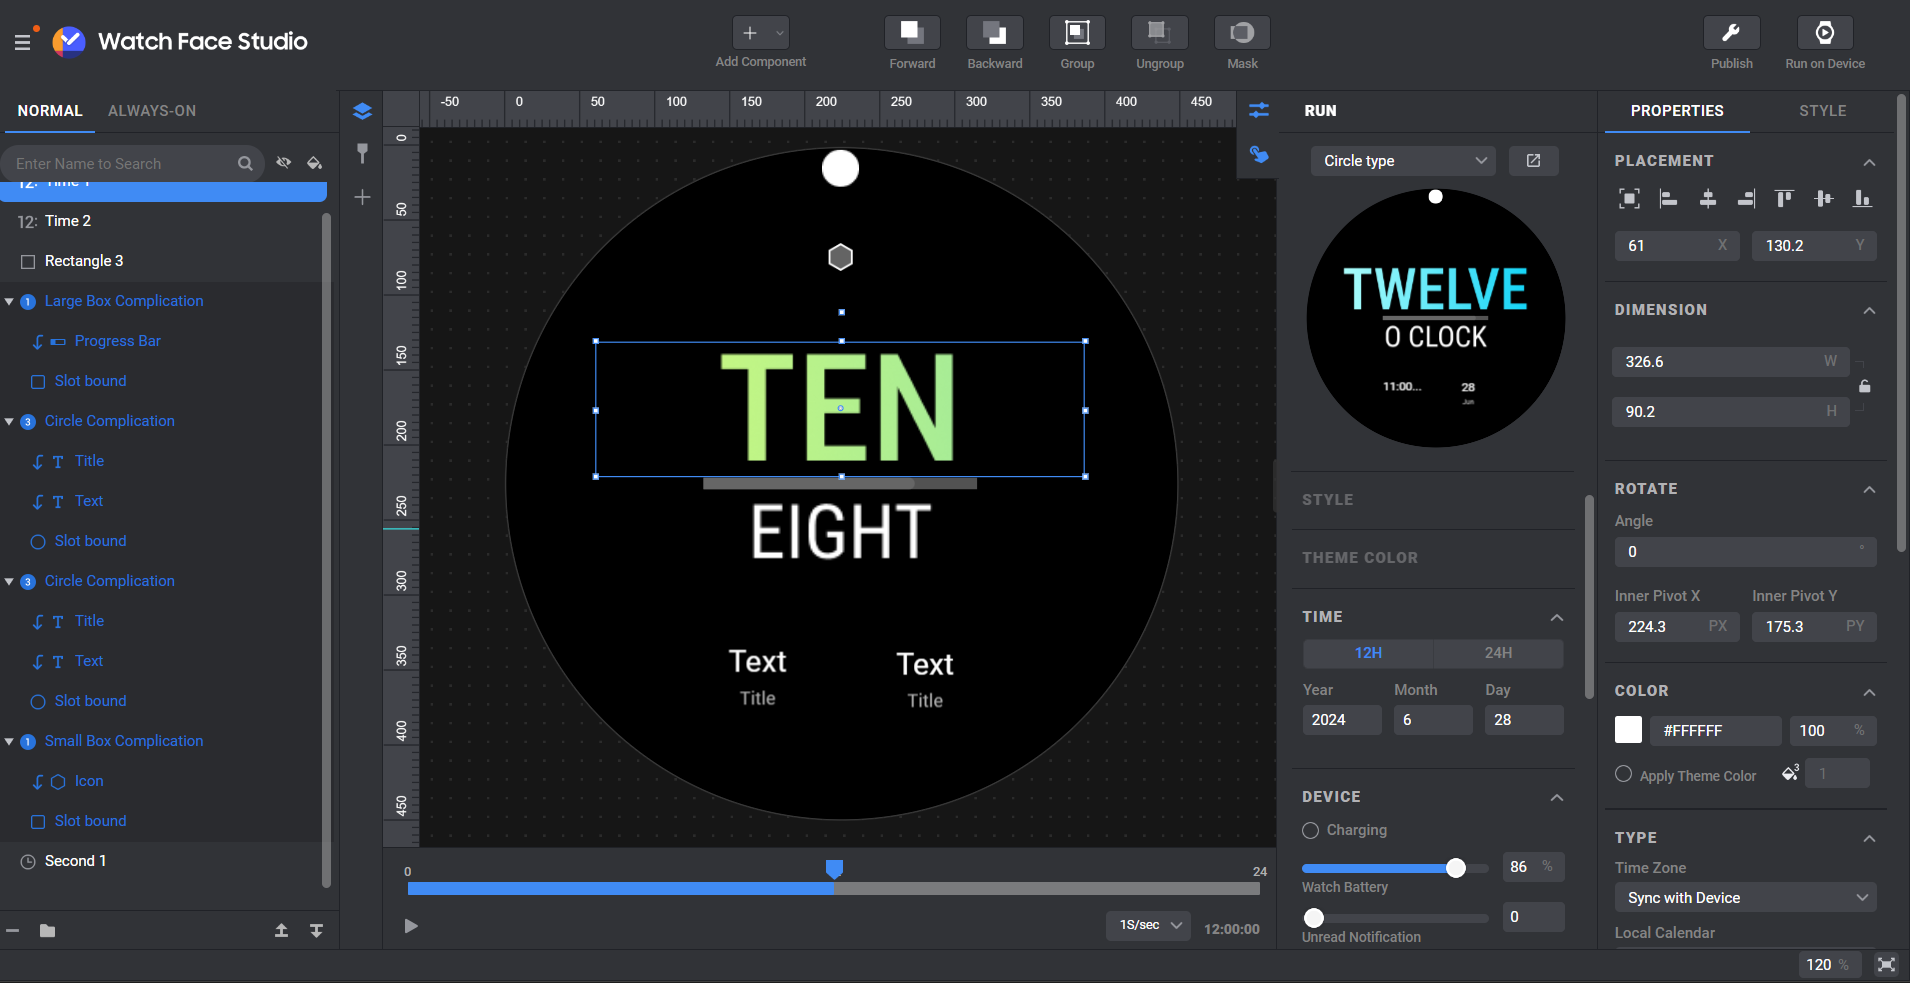 Watch Face Studio
Add Component
Forward
Backward
Group
Ungroup
Mask
Publish
Run on Device
NORMAL
ALWAYS-ON
Enter Name to Search
12: Time 1
12: Time 2
Rectangle 3
1 Large Box Complication
Progress Bar
Slot bound
3 Circle Complication
T Title
T Text
Slot bound
3 Circle Complication
T Title
T Text
Slot bound
1 Small Box Complication
Icon
Slot bound
Second 1
-50 0 50 100 150 200 250 300 350 400 450
0
50
100
150
200
250
300
350
400
450
TEN
EIGHT
Text
Title
Text
Title
0
24
1S/sec
12:00:00
RUN
Circle type
TWELVE
O CLOCK
11:00...
28
Jun
STYLE
THEME COLOR
TIME
12H
24H
Year
Month
Day
2024
6
28
DEVICE
Charging
86 %
Watch Battery
0
Unread Notification
PROPERTIES
STYLE
PLACEMENT
61 X
130.2 Y
DIMENSION
326.6 W
90.2 H
ROTATE
Angle
0 °
Inner Pivot X
Inner Pivot Y
224.3 PX
175.3 PY
COLOR
#FFFFFF
100 %
Apply Theme Color
3
1
TYPE
Time Zone
Sync with Device
Local Calendar
120 %